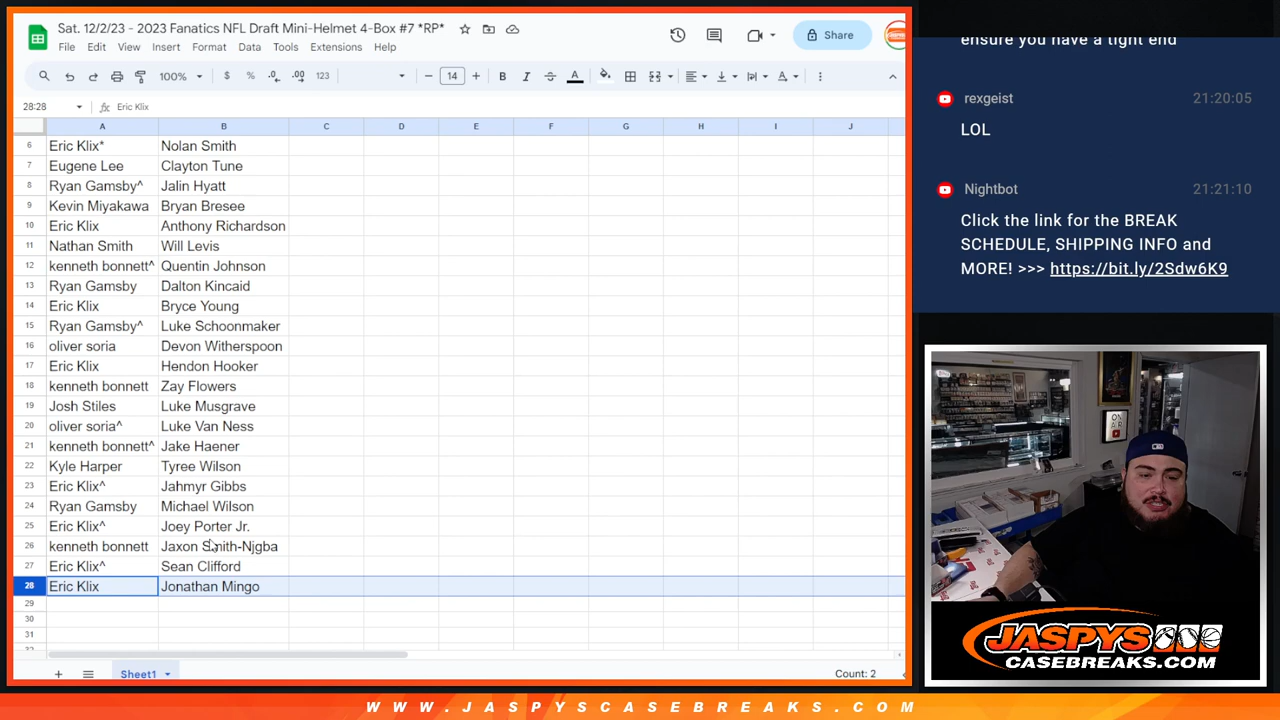 Sat. 12/2/23 - 2023 Fanatics NFL Draft Mini-Helmet 4-Box #7 *RP*
File Edit View Insert Format Data Tools Extensions Help
Share
100% $ % .0 .00 123 14
28:28 Eric Klix
A B C D E F G H I J
6 Eric Klix* Nolan Smith
7 Eugene Lee Clayton Tune
8 Ryan Gamsby^ Jalin Hyatt
9 Kevin Miyakawa Bryan Bresee
10 Eric Klix Anthony Richardson
11 Nathan Smith Will Levis
12 kenneth bonnett^ Quentin Johnson
13 Ryan Gamsby Dalton Kincaid
14 Eric Klix Bryce Young
15 Ryan Gamsby^ Luke Schoonmaker
16 oliver soria Devon Witherspoon
17 Eric Klix Hendon Hooker
18 kenneth bonnett Zay Flowers
19 Josh Stiles Luke Musgrave
20 oliver soria^ Luke Van Ness
21 kenneth bonnett^ Jake Haener
22 Kyle Harper Tyree Wilson
23 Eric Klix^ Jahmyr Gibbs
24 Ryan Gamsby Michael Wilson
25 Eric Klix^ Joey Porter Jr.
26 kenneth bonnett Jaxon Smith-Njgba
27 Eric Klix^ Sean Clifford
28 Eric Klix Jonathan Mingo
29
30
31
Sheet1
Count: 2
ensure you have a tight end
rexgeist 21:20:05
LOL
Nightbot 21:21:10
Click the link for the BREAK
SCHEDULE, SHIPPING INFO and
MORE! >>> https://bit.ly/2Sdw6K9
ON
AIR
JASPYS
CASEBREAKS.COM
WWW.JASPYSCASEBREAKS.COM